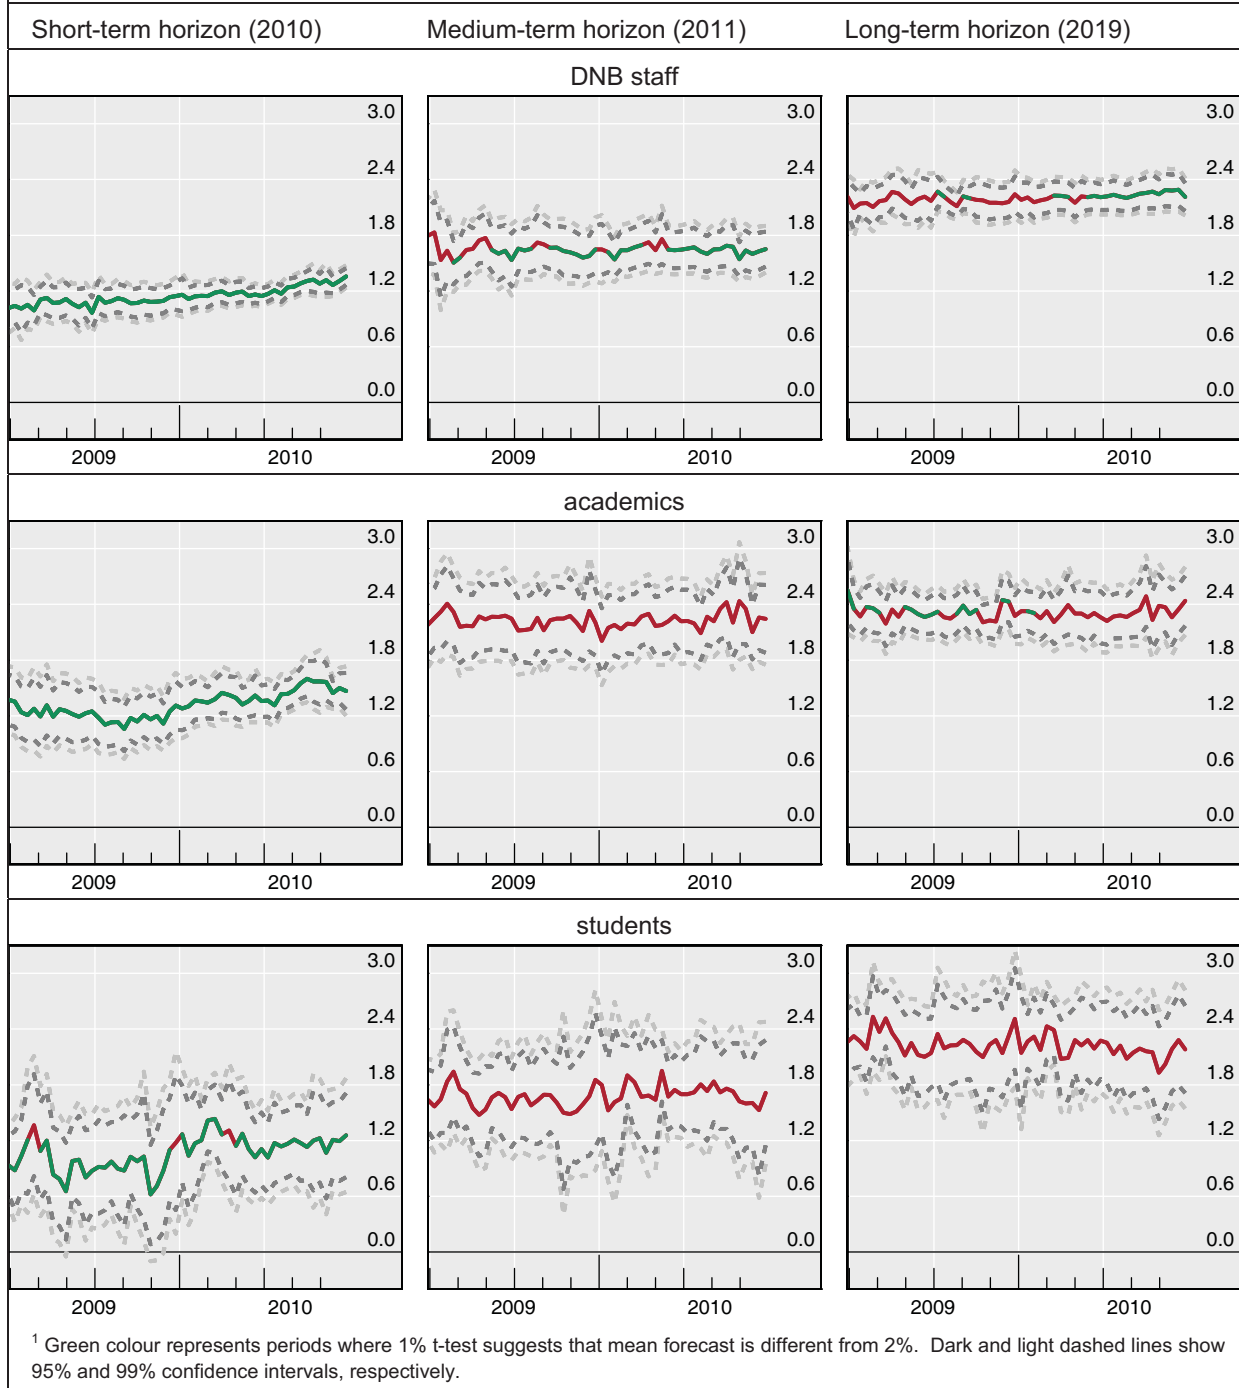 Short-term horizon (2010) Medium-term horizon (2011) Long-term horizon (2019)
DNB staff
3.0 3.0 3.0
2.4 2.4 2.4
1.8 1.8 1.8
1.2 1.2 1.2
0.6 0.6 0.6
0.0 0.0 0.0
2009 2010 2009 2010 2009 2010
academics
3.0 3.0 3.0
2.4 2.4 2.4
1.8 1.8 1.8
1.2 1.2 1.2
0.6 0.6 0.6
0.0 0.0 0.0
2009 2010 2009 2010 2009 2010
students
3.0 3.0 3.0
2.4 2.4 2.4
1.8 1.8 1.8
1.2 1.2 1.2
0.6 0.6 0.6
0.0 0.0 0.0
2009 2010 2009 2010 2009 2010
1 Green colour represents periods where 1% t-test suggests that mean forecast is different from 2%. Dark and light dashed lines show
95% and 99% confidence intervals, respectively.